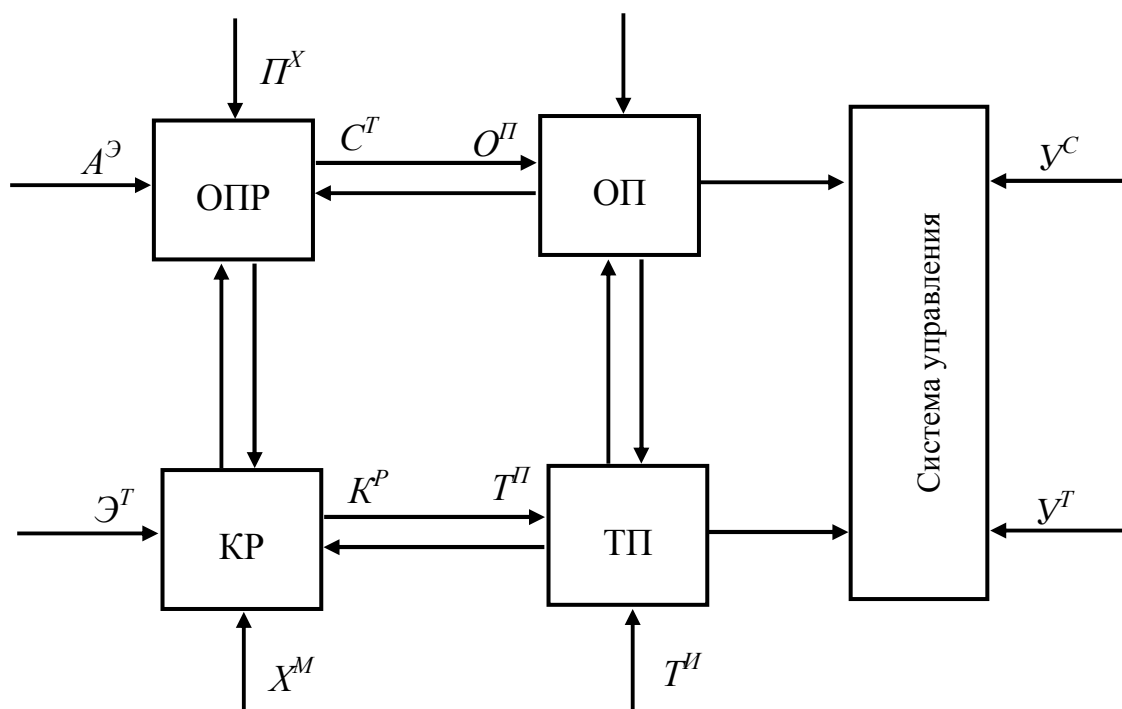 П^Х
А^Э
С^Т
О^П
У^С
ОПР
ОП
Система управления
Э^Т
К^Р
Т^П
У^Т
КР
ТП
Х^М
Т^И